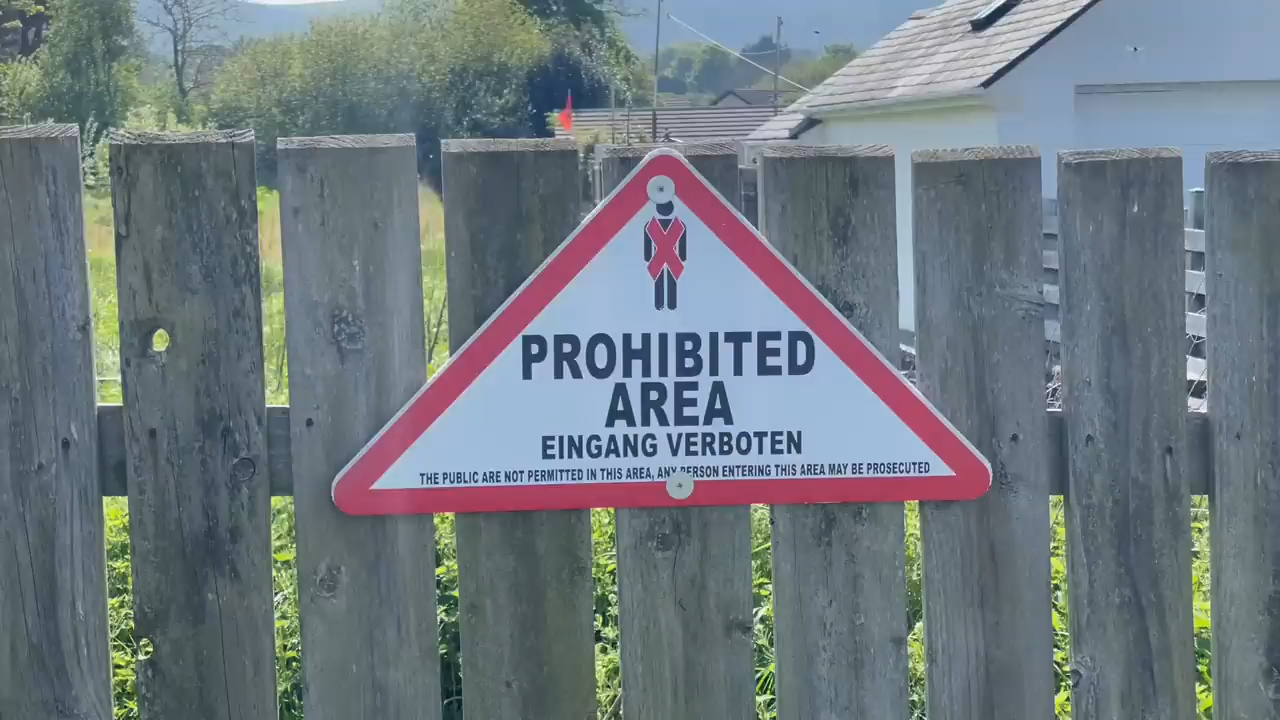 PROHIBITED
AREA
EINGANG VERBOTEN
THE PUBLIC ARE NOT PERMITTED IN THIS AREA, ANY PERSON ENTERING THIS AREA MAY BE PROSECUTED